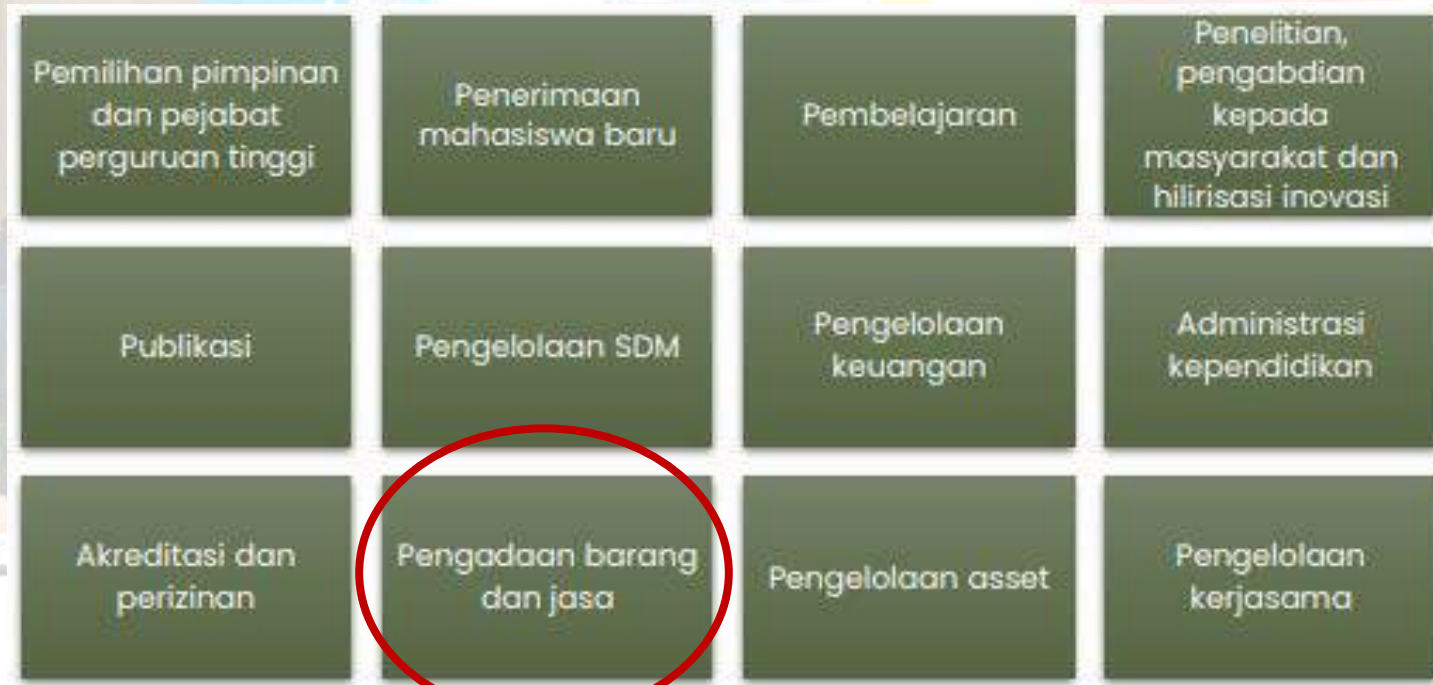 Pemilihan pimpinan
dan pejabat
perguruan tinggi
Penerimaan
mahasiswa baru
Pembelajaran
Penelitian,
pengabdian
kepada
masyarakat dan
hilirisasi inovasi
Publikasi
Pengelolaan SDM
Pengelolaan
keuangan
Administrasi
kependidikan
Akreditasi dan
perizinan
Pengadaan barang
dan jasa
Pengelolaan asset
Pengelolaan
kerjasama